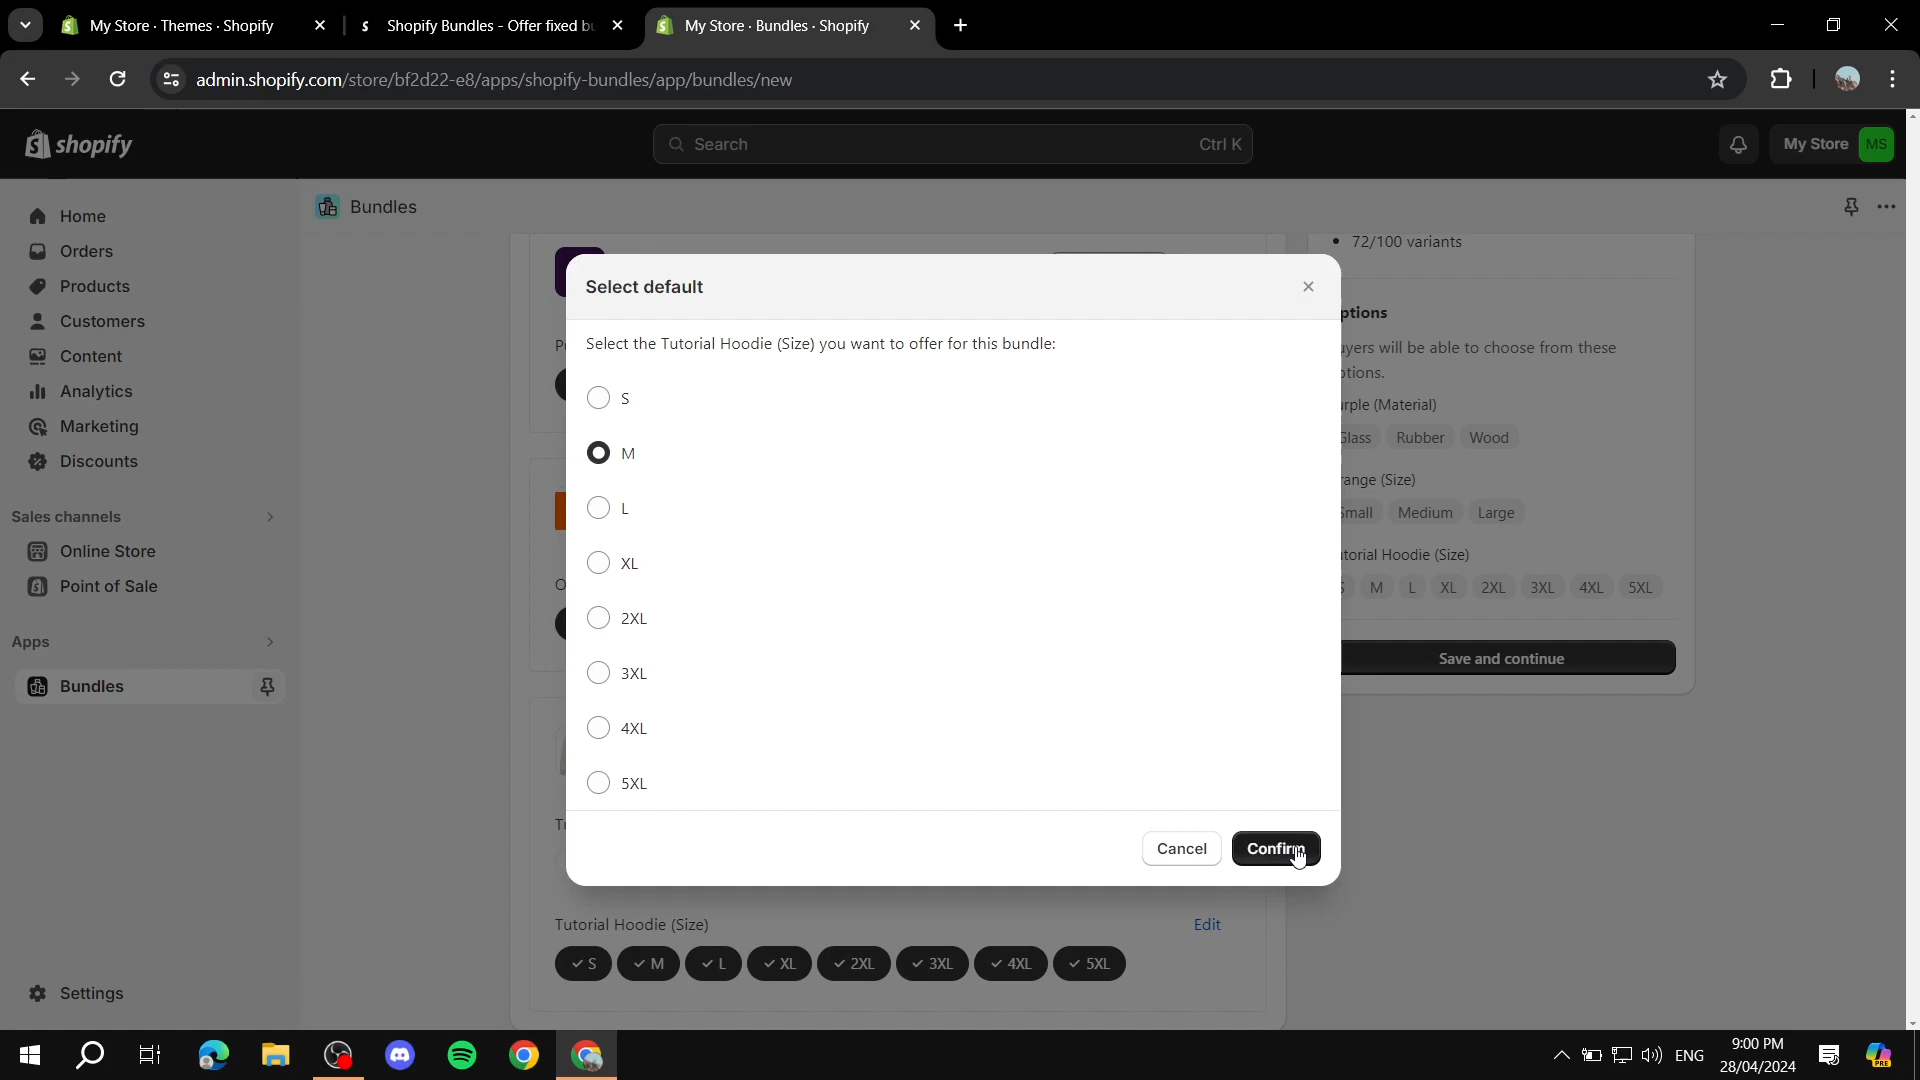 My Store · Themes · Shopify
Shopify Bundles - Offer fixed bu
My Store · Bundles · Shopify
admin.shopify.com/store/bf2d22-e8/apps/shopify-bundles/app/bundles/new
shopify
Search
Ctrl K
My Store
MS
Home
Orders
Products
Customers
Content
Analytics
Marketing
Discounts
Sales channels
Online Store
Point of Sale
Apps
Bundles
Settings
Bundles
Select default
Select the Tutorial Hoodie (Size) you want to offer for this bundle:
S
M
L
XL
2XL
3XL
4XL
5XL
Cancel
Confirm
Tutorial Hoodie (Size)
Edit
S M L XL 2XL 3XL 4XL 5XL
72/100 variants
ptions
uyers will be able to choose from these
ptions.
urple (Material)
Glass Rubber Wood
range (Size)
Small Medium Large
utorial Hoodie (Size)
S M L XL 2XL 3XL 4XL 5XL
Save and continue
ENG
9:00 PM
28/04/2024
PRE